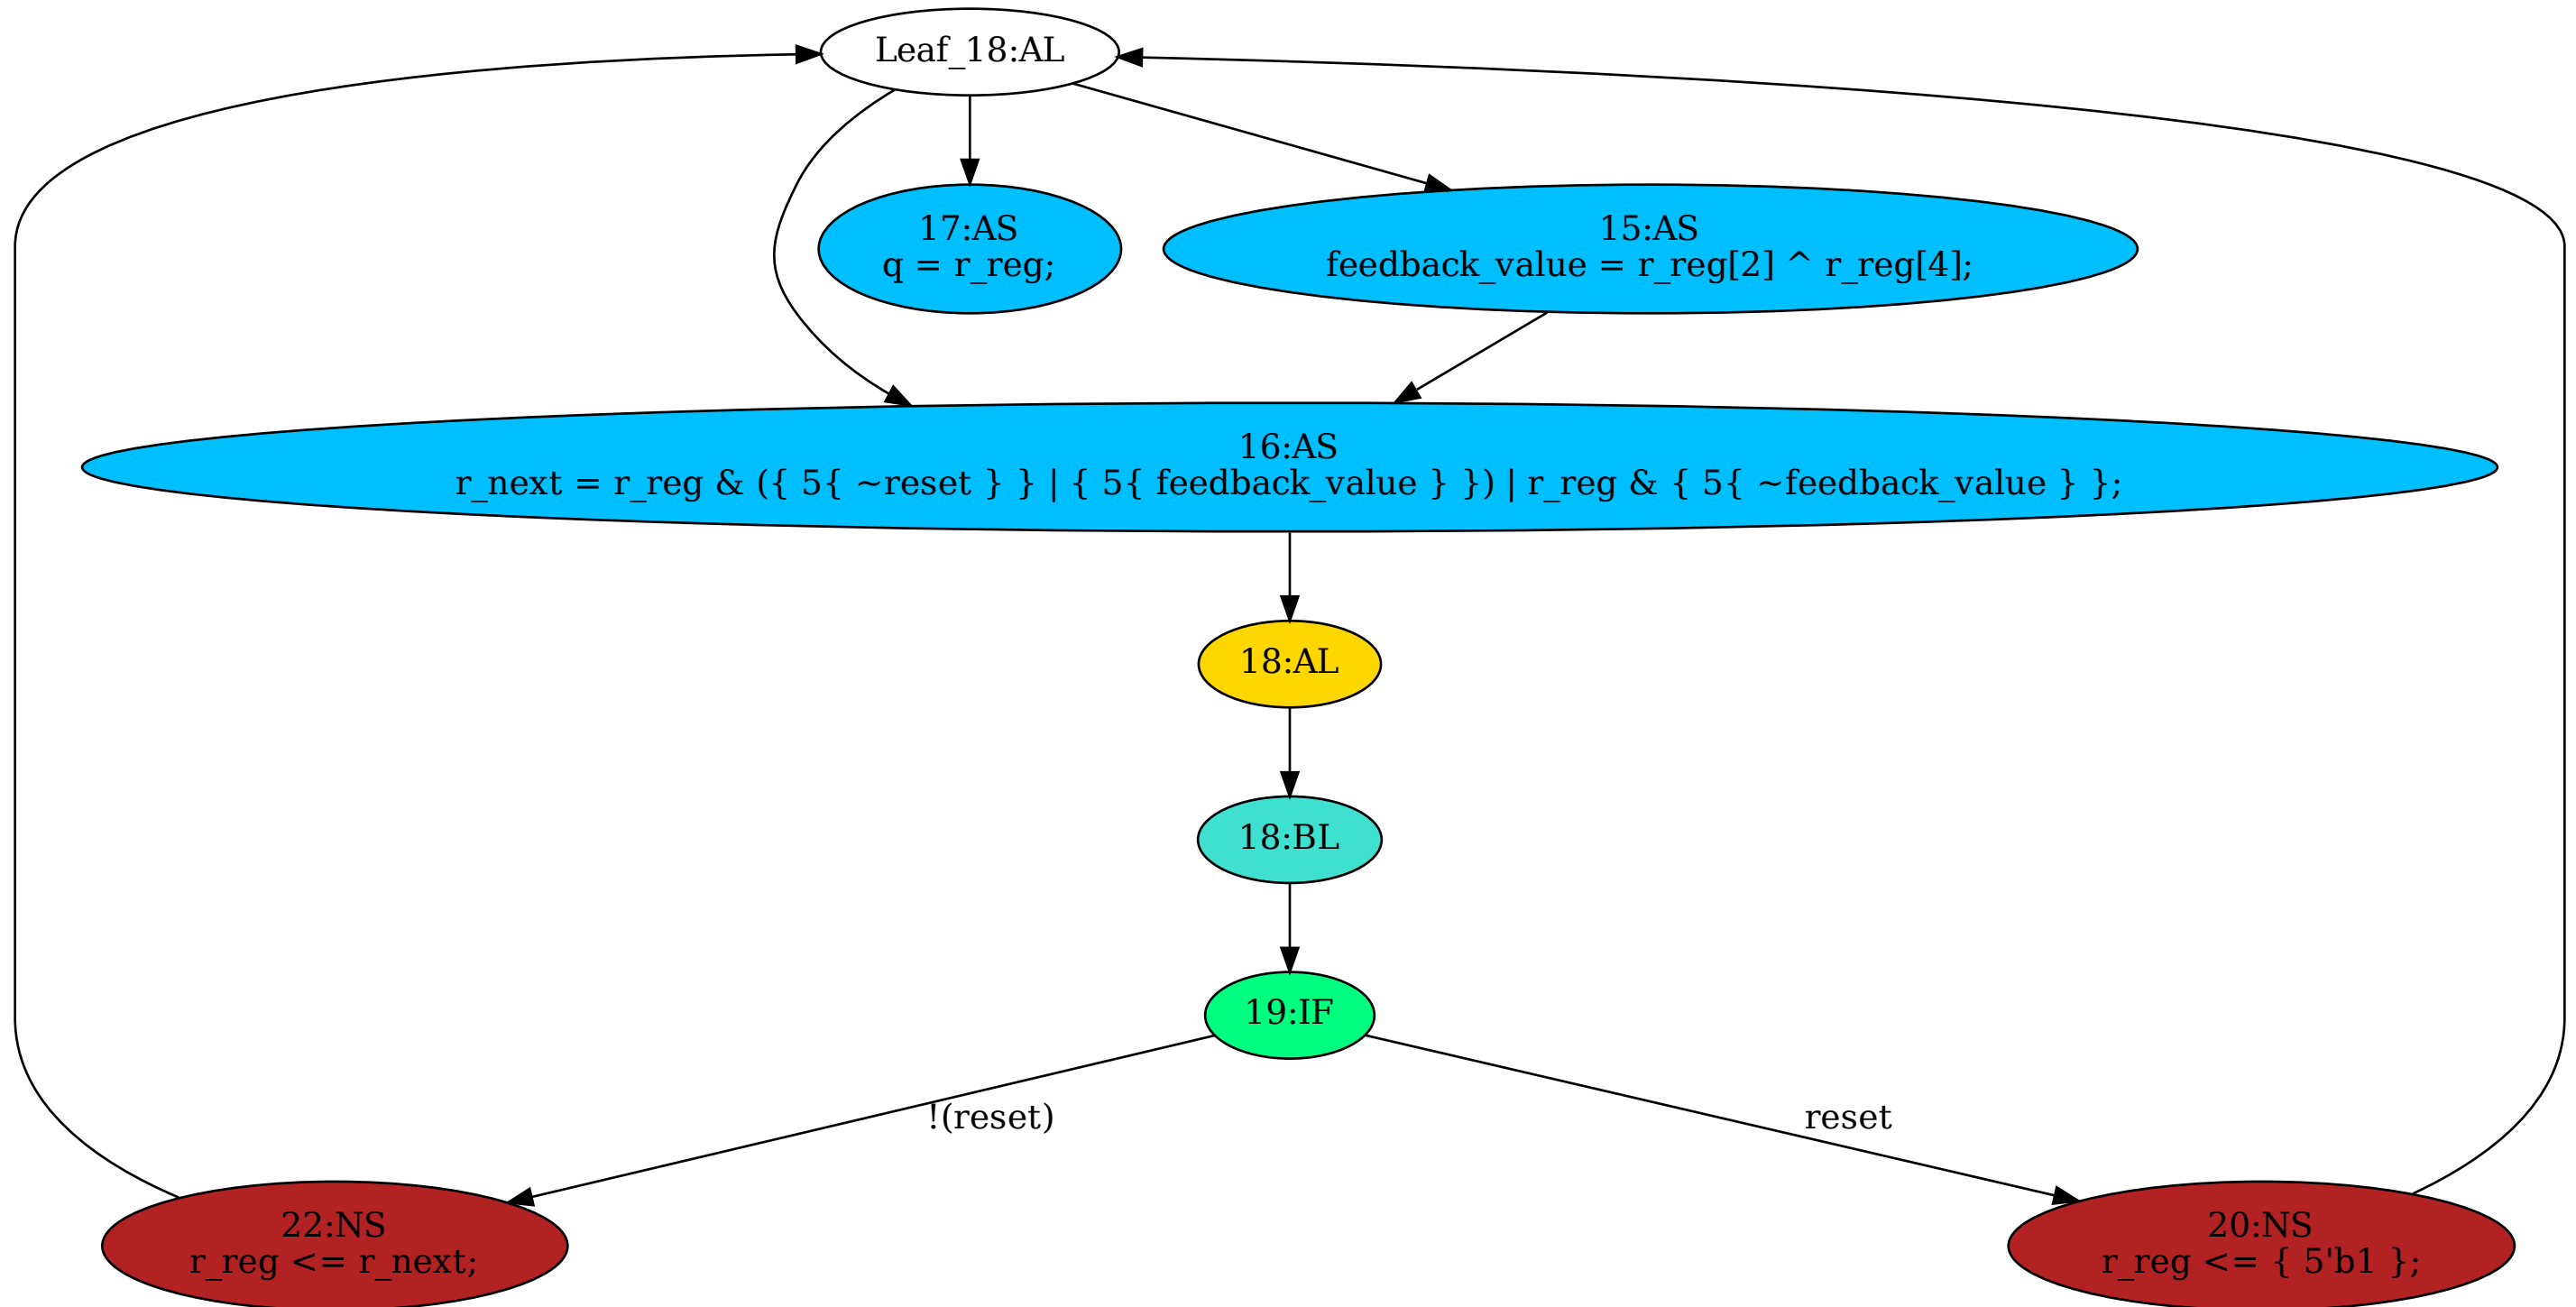 Leaf_18:AL
17:AS
q = r_reg;
15:AS
feedback_value = r_reg[2] ^ r_reg[4];
16:AS
r_next = r_reg & ({ 5{ ~reset } } | { 5{ feedback_value } }) | r_reg & { 5{ ~feedback_value } };
18:AL
18:BL
19:IF
!(reset)
reset
22:NS
r_reg <= r_next;
20:NS
r_reg <= { 5'b1 };